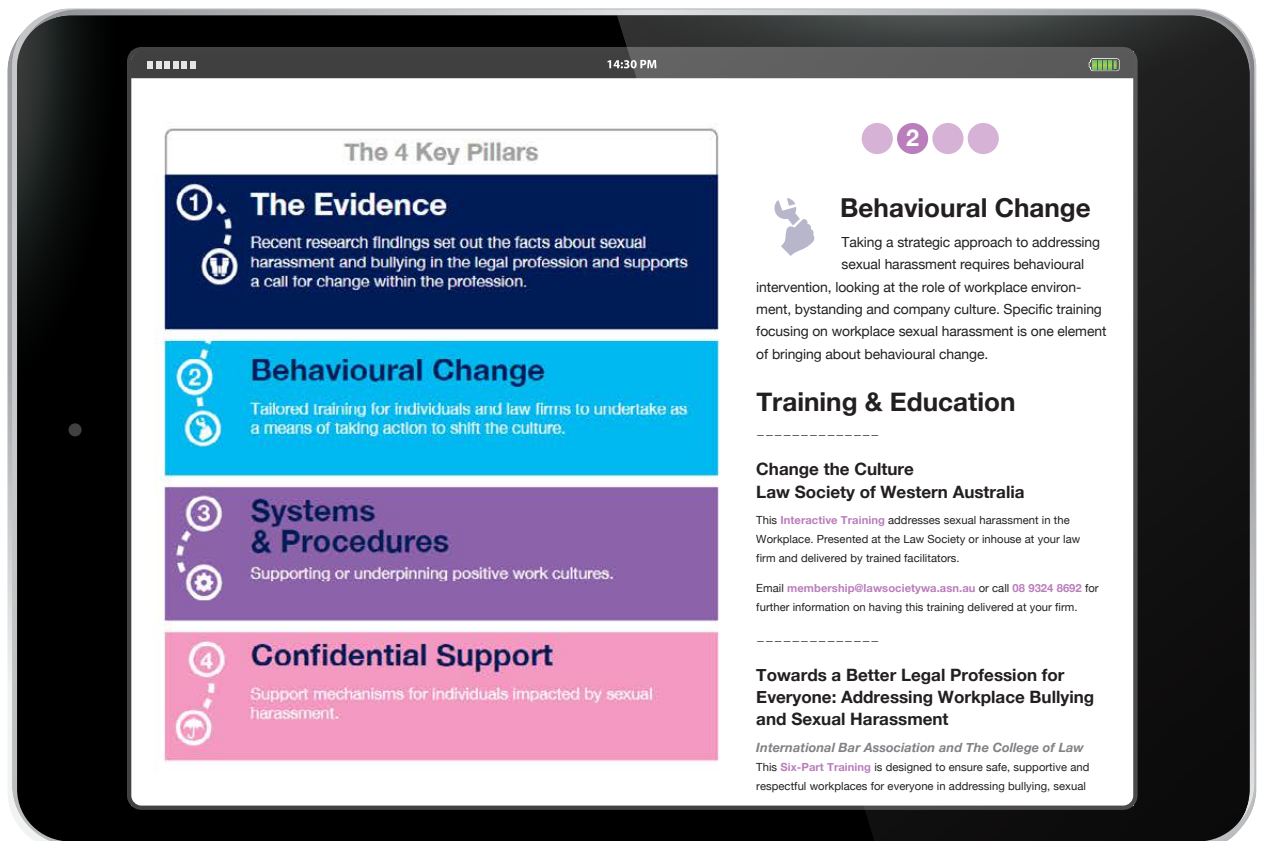 14:30 PM
The 4 Key Pillars
1
The Evidence
Recent research findings set out the facts about sexual
harassment and bullying in the legal profession and supports
a call for change within the profession.
2
Behavioural Change
Tailored training for individuals and law firms to undertake as
a means of taking action to shift the culture.
3
Systems
& Procedures
Supporting or underpinning positive work cultures.
4
Confidential Support
Support mechanisms for individuals impacted by sexual
harassment.
2
Behavioural Change
Taking a strategic approach to addressing
sexual harassment requires behavioural
intervention, looking at the role of workplace environ-
ment, bystanding and company culture. Specific training
focusing on workplace sexual harassment is one element
of bringing about behavioural change.
Training & Education
______________
Change the Culture
Law Society of Western Australia
This Interactive Training addresses sexual harassment in the
Workplace. Presented at the Law Society or inhouse at your law
firm and delivered by trained facilitators.
Email membership@lawsocietywa.asn.au or call 08 9324 8692 for
further information on having this training delivered at your firm.
______________
Towards a Better Legal Profession for
Everyone: Addressing Workplace Bullying
and Sexual Harassment
International Bar Association and The College of Law
This Six-Part Training is designed to ensure safe, supportive and
respectful workplaces for everyone in addressing bullying, sexual